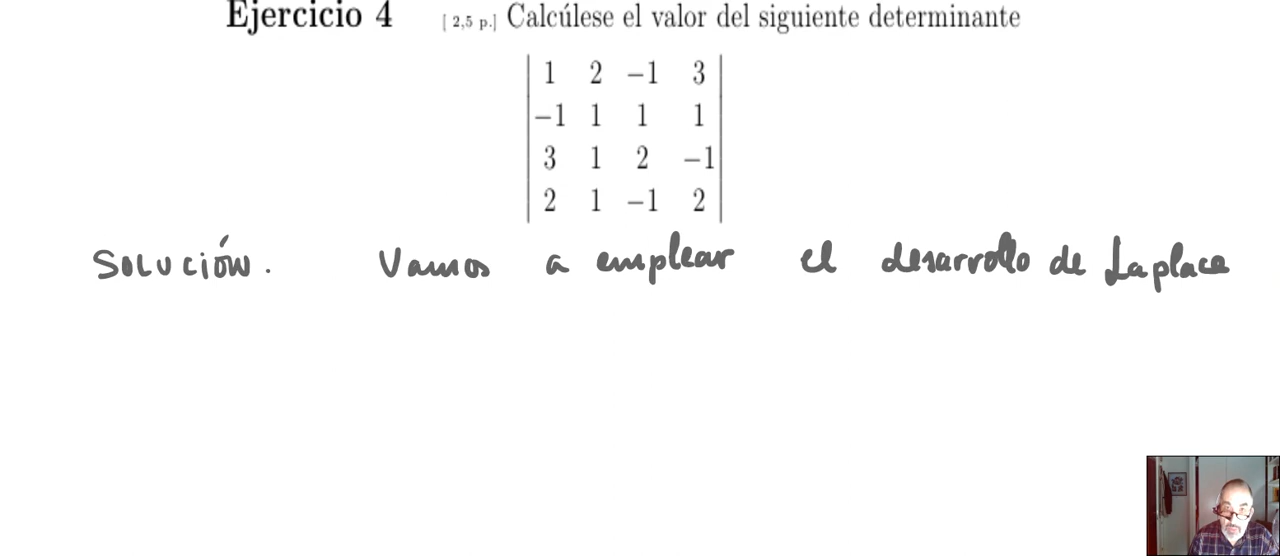 Ejercicio 4 [ 2,5 p.] Calcúlese el valor del siguiente determinante
1 2 −1 3
−1 1 1 1
3 1 2 −1
2 1 −1 2
SOLUCIÓN. Vamos a emplear el desarrollo de Laplace